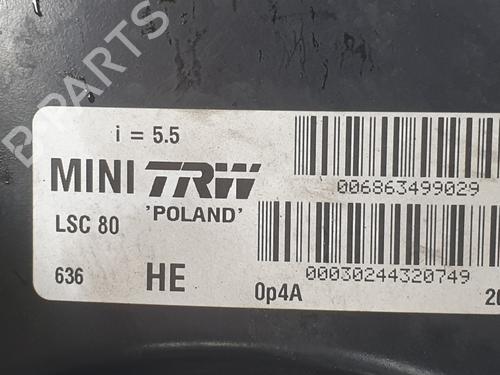 B-PARTS
i = 5.5
MINI TRW
006863499029
LSC 80 'POLAND'
00030244320749
636 HE 0p4A